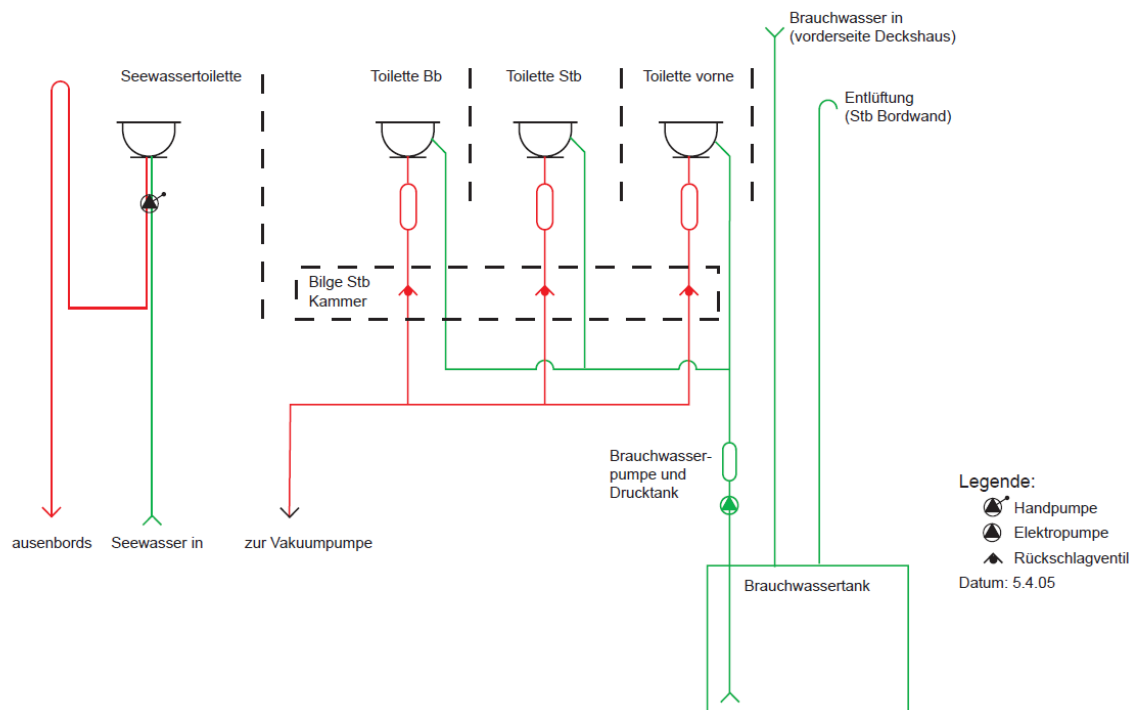 Brauchwasser in
(vorderseite Deckshaus)
Seewassertoilette
Toilette Bb
Toilette Stb
Toilette vorne
Entlüftung
(Stb Bordwand)
Bilge Stb
Kammer
Brauchwasser-
pumpe und
Drucktank
ausenbords
Seewasser in
zur Vakuumpumpe
Legende:
Handpumpe
Elektropumpe
Rückschlagventil
Datum: 5.4.05
Brauchwassertank